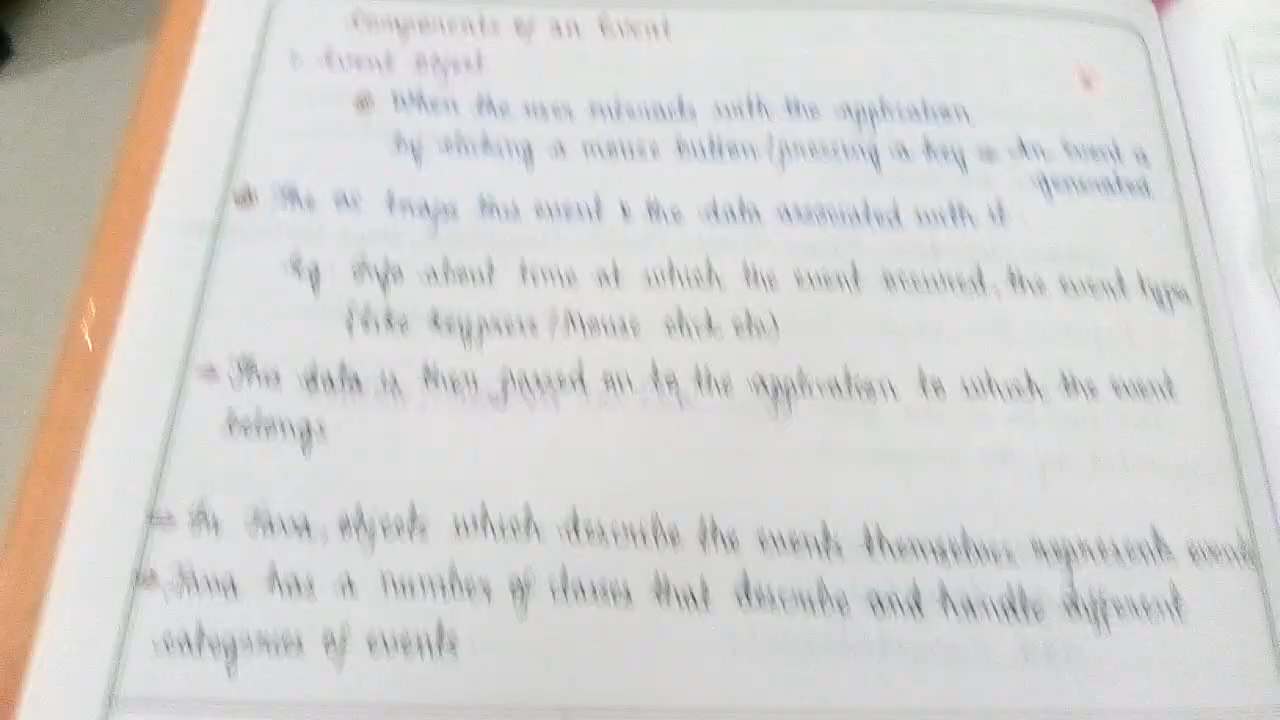 Components of an Event
1. Event object
When the user interacts with the application
by clicking a mouse button/pressing a key = An Event is
generated
The OS traps this event & the data associated with it
Eg Info about time at which the event occurred, the event type
(like keypress/Mouse click etc)
This data is then passed on to the application to which the event
belongs
In Java, objects which describe the events themselves represent event
Java has a number of classes that describe and handle different
categories of events